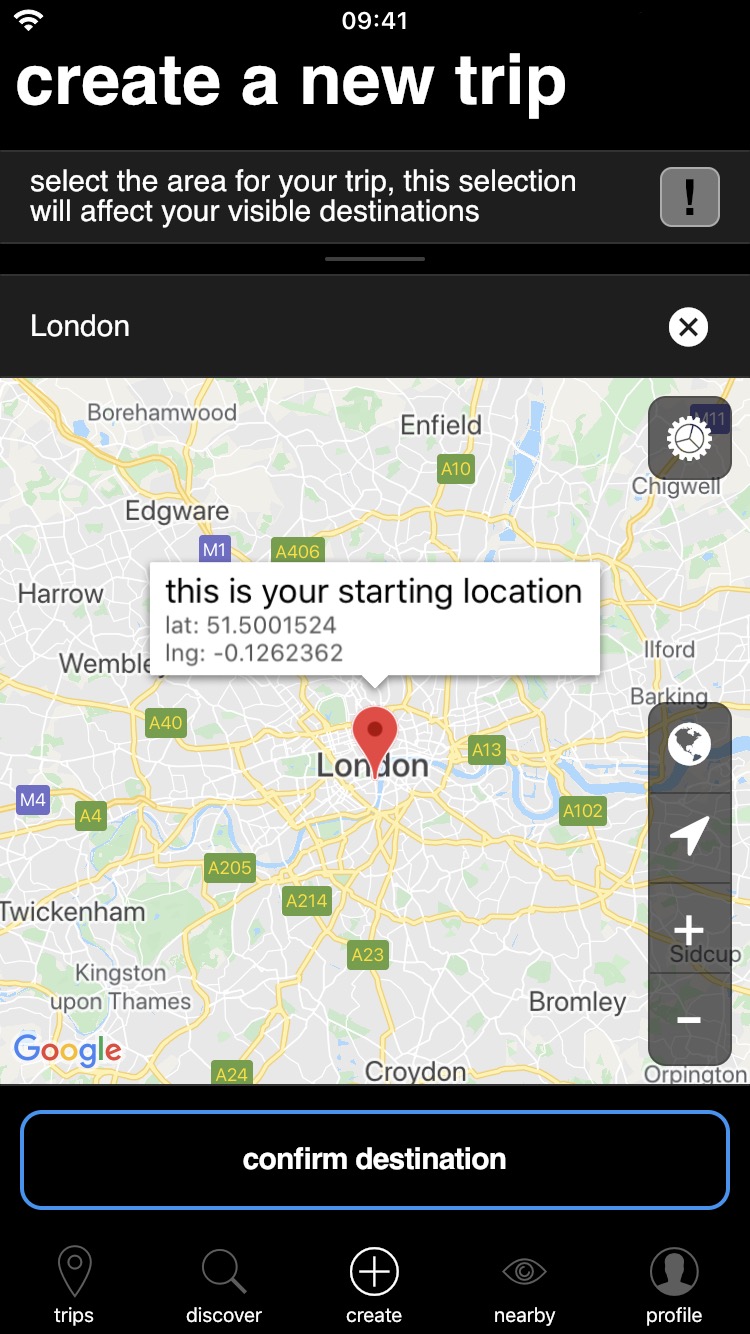 09:41
create a new trip
select the area for your trip, this selection
will affect your visible destinations
!
London
Borehamwood
Enfield
M11
A10
Chigwell
Edgware
M1
A406
Harrow
this is your starting location
lat: 51.5001524
lng: -0.1262362
Wemble
Ilford
Barking
A40
A13
London
M4
A4
A102
A205
A214
Twickenham
A23
Sidcup
Kingston
upon Thames
Bromley
Google
A24
Croydon
Orpington
confirm destination
trips
discover
create
nearby
profile